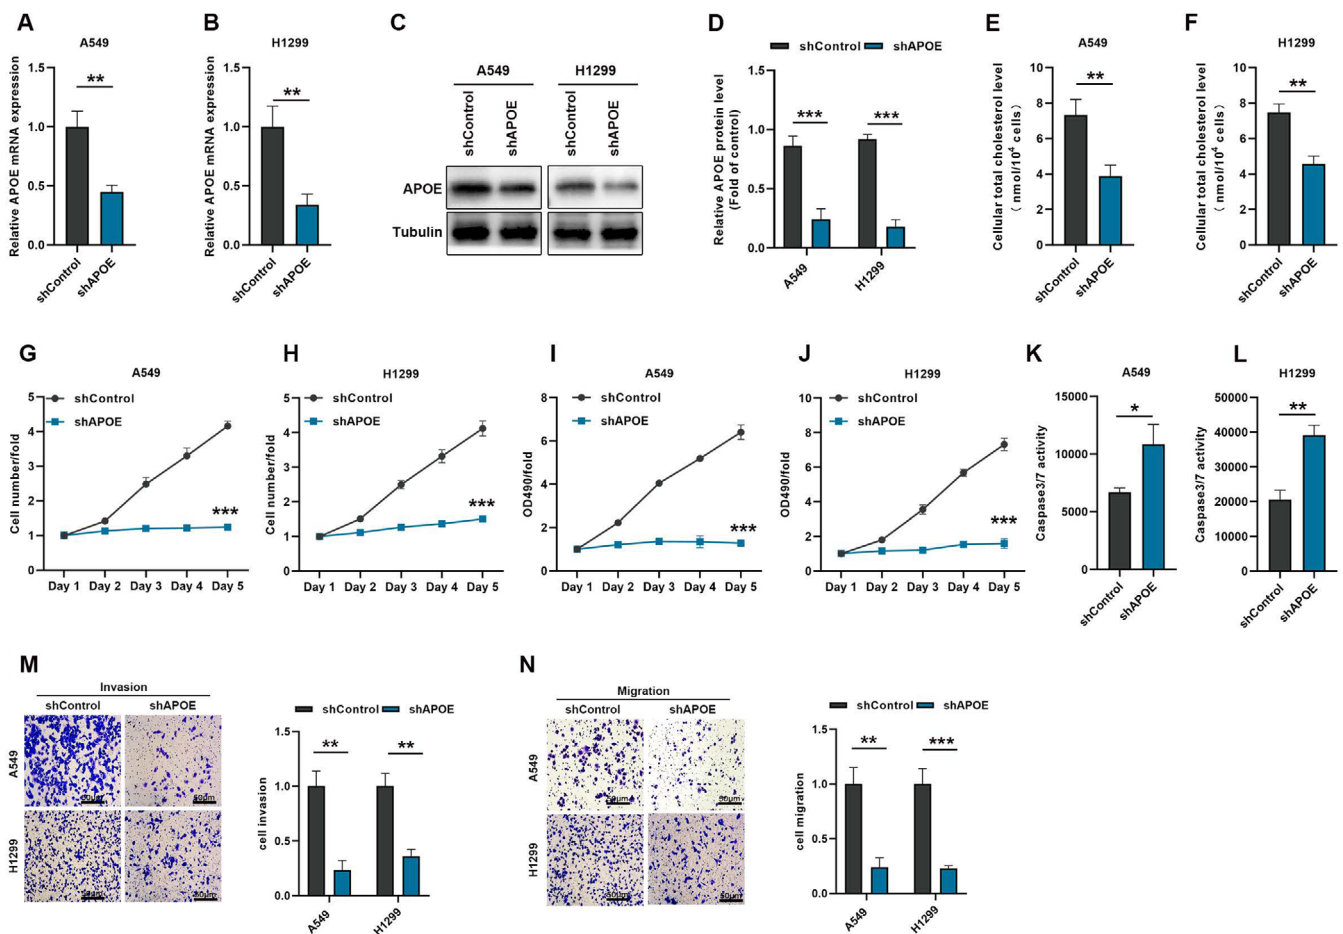 A
A549
Relative APOE mRNA expression
1.5
1.0
0.5
0.0
**
shControl
shAPOE
B
H1299
Relative APOE mRNA expression
1.5
1.0
0.5
0.0
**
shControl
shAPOE
C
A549
H1299
shControl
shAPOE
shControl
shAPOE
APOE
Tubulin
D
shControl
shAPOE
Relative APOE protein level
(Fold of control)
1.5
1.0
0.5
0.0
***
***
A549
H1299
E
A549
Cellular total cholesterol level
( nmol/10⁴ cells)
10
8
6
4
2
0
**
shControl
shAPOE
F
H1299
Cellular total cholesterol level
( nmol/10⁴ cells)
10
8
6
4
2
0
**
shControl
shAPOE
G
A549
Cell number/fold
5
4
3
2
1
0
shControl
shAPOE
***
Day 1 Day 2 Day 3 Day 4 Day 5
H
H1299
Cell number/fold
5
4
3
2
1
0
shControl
shAPOE
***
Day 1 Day 2 Day 3 Day 4 Day 5
I
A549
OD490/fold
8
6
4
2
0
shControl
shAPOE
***
Day 1 Day 2 Day 3 Day 4 Day 5
J
H1299
OD490/fold
10
8
6
4
2
0
shControl
shAPOE
***
Day 1 Day 2 Day 3 Day 4 Day 5
K
A549
Caspase3/7 activity
15000
10000
5000
0
*
shControl
shAPOE
L
H1299
Caspase3/7 activity
50000
40000
30000
20000
10000
0
**
shControl
shAPOE
M
Invasion
shControl
shAPOE
A549
50μm
50μm
H1299
50μm
50μm
shControl
shAPOE
cell invasion
1.5
1.0
0.5
0.0
**
**
A549
H1299
N
Migration
shControl
shAPOE
A549
50μm
50μm
H1299
50μm
50μm
shControl
shAPOE
cell migration
1.5
1.0
0.5
0.0
**
***
A549
H1299